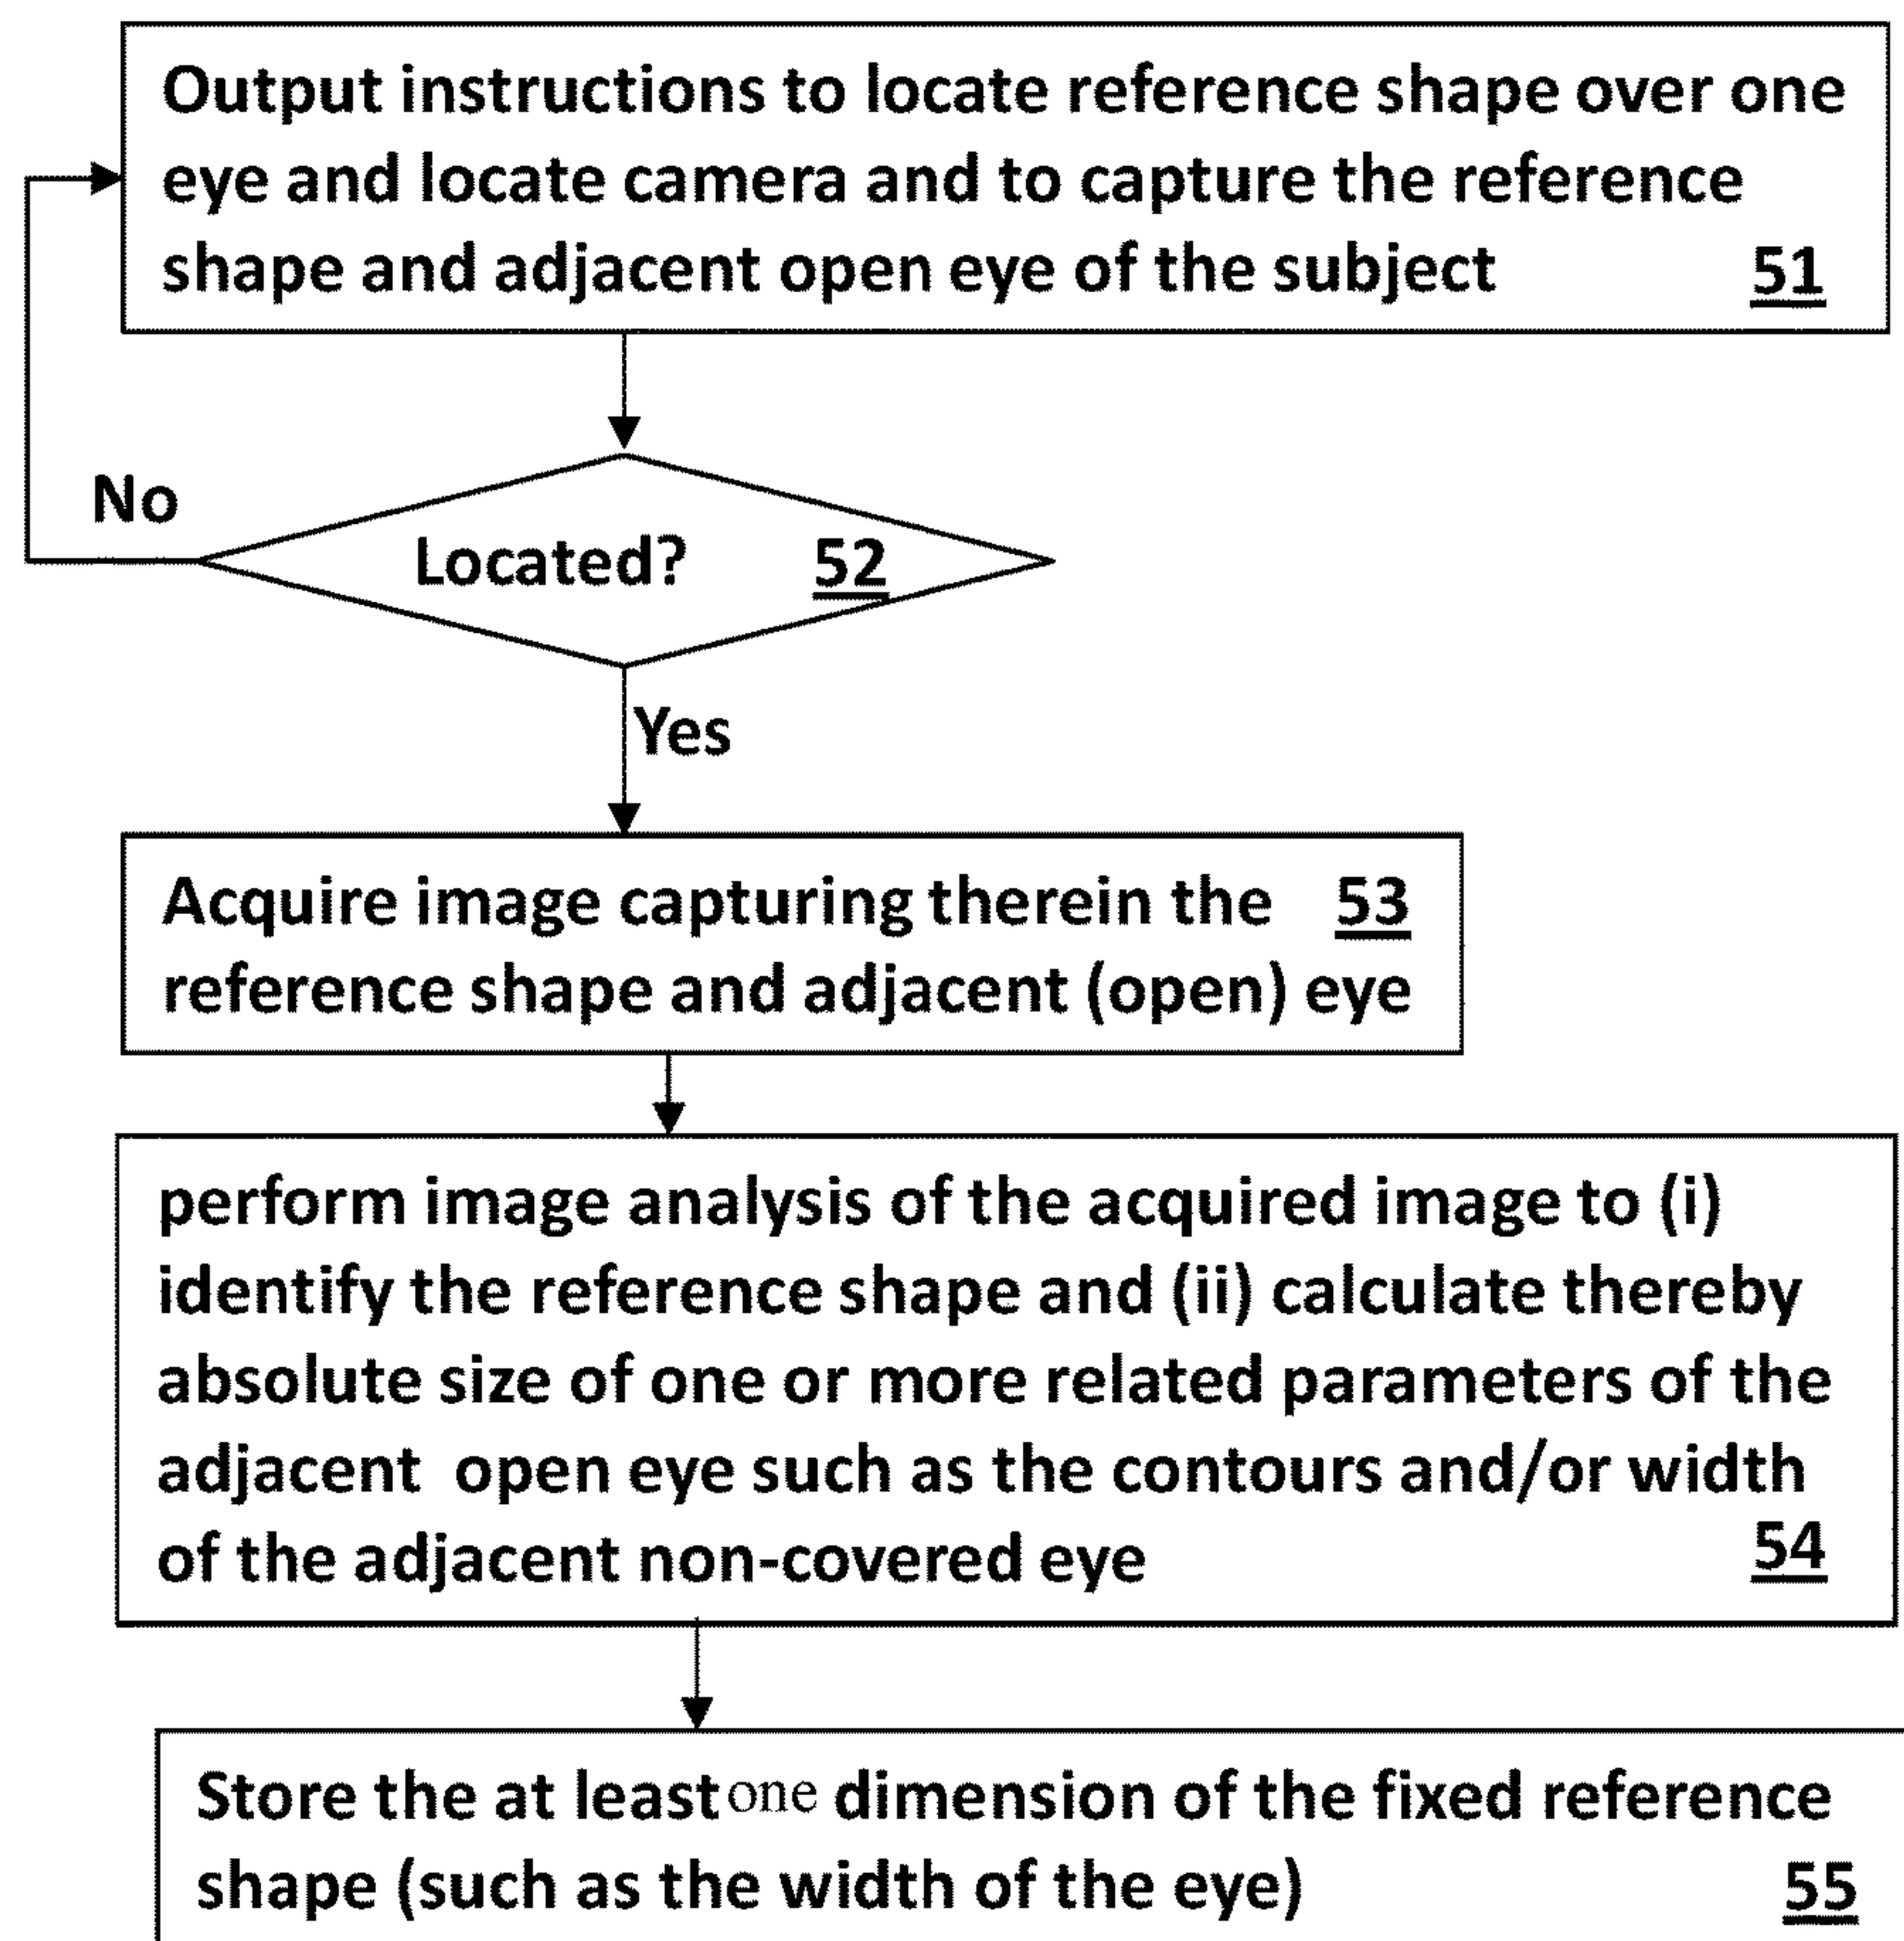 Output instructions to locate reference shape over one
eye and locate camera and to capture the reference
shape and adjacent open eye of the subject 51
No
Located? 52
Yes
Acquire image capturing therein the 53
reference shape and adjacent (open) eye
perform image analysis of the acquired image to (i)
identify the reference shape and (ii) calculate thereby
absolute size of one or more related parameters of the
adjacent open eye such as the contours and/or width
of the adjacent non-covered eye 54
Store the at least one dimension of the fixed reference
shape (such as the width of the eye) 55